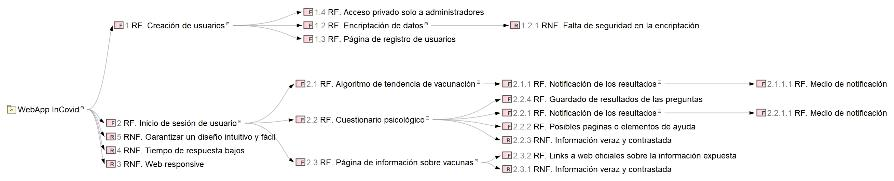 WebApp InCovid
1 RF. Creación de usuarios
1.4 RF. Acceso privado solo a administradores
1.2 RF. Encriptación de datos
1.2.1 RNF. Falta de seguridad en la encriptación
1.3 RF. Página de registro de usuarios
2 RF. Inicio de sesión de usuario
2.1 RF. Algoritmo de tendencia de vacunación
2.1.1 RF. Notificación de los resultados
2.1.1.1 RF. Medio de notificación
2.2 RF. Cuestionario psicológico
2.2.4 RF. Guardado de resultados de las preguntas
2.2.1 RF. Notificación de los resultados
2.2.1.1 RF. Medio de notificación
2.2.2 RF. Posibles paginas o elementos de ayuda
2.2.3 RNF. Información veraz y contrastada
2.3 RF. Página de información sobre vacunas
2.3.2 RF. Links a web oficiales sobre la información expuesta
2.3.1 RNF. Información veraz y contrastada
5 RNF. Garantizar un diseño intuitivo y fácil
4 RNF. Tiempo de respuesta bajos
3 RNF. Web responsive